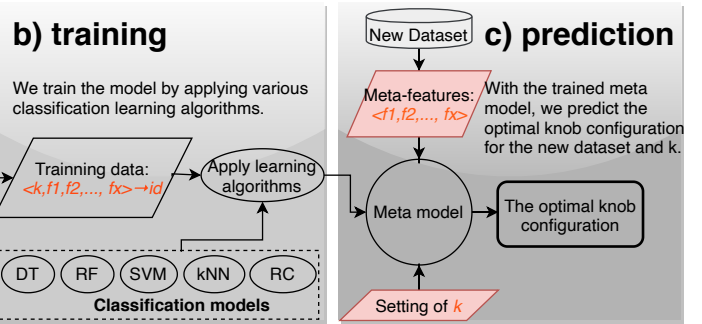 b) training
We train the model by applying various
classification learning algorithms.
Trainning data:
<k,f1,f2,..., fx>→id
Apply learning
algorithms
DT
RF
SVM
kNN
RC
Classification models
c) prediction
New Dataset
Meta-features:
<f1,f2,..., fx>
With the trained meta
model, we predict the
optimal knob configuration
for the new dataset and k.
Meta model
The optimal knob
configuration
Setting of k